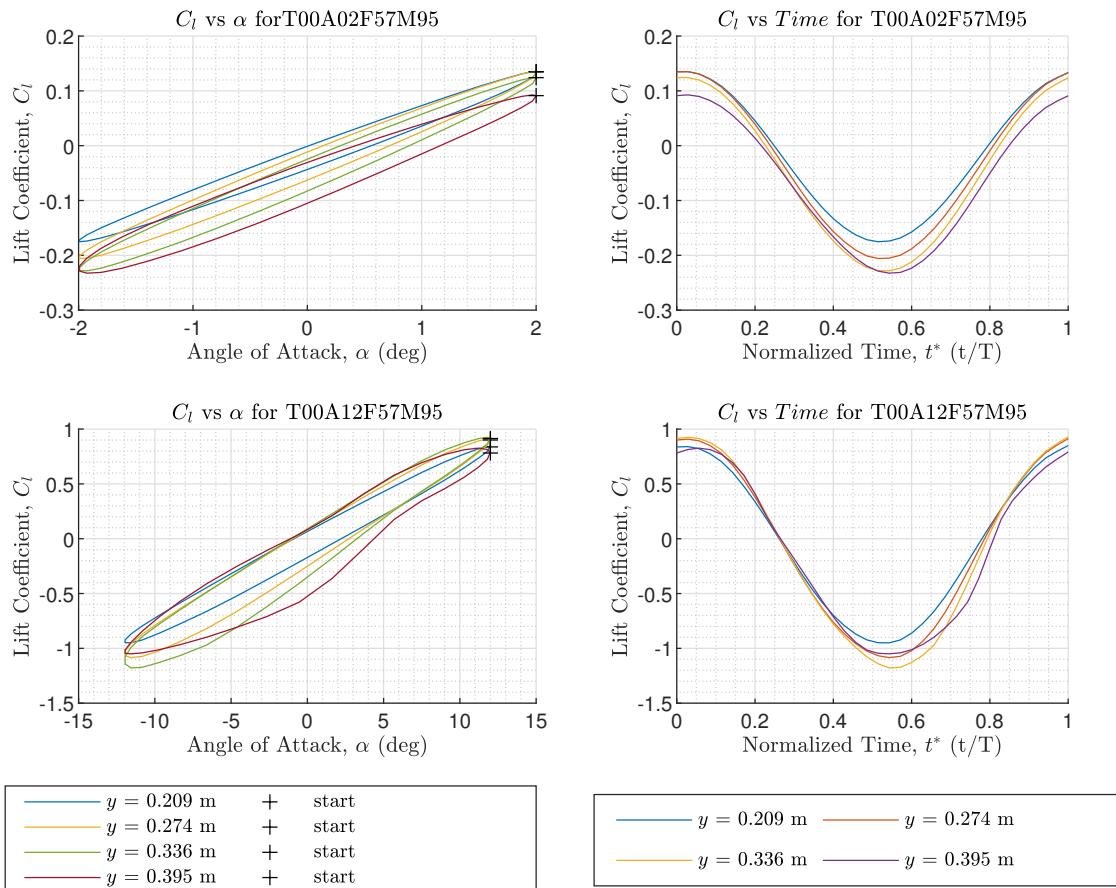 C_l vs α forT00A02F57M95
0.2
0.1
0
-0.1
-0.2
-0.3
Lift Coefficient, C_l
-2
-1
0
1
2
Angle of Attack, α (deg)
C_l vs Time for T00A02F57M95
0.2
0.1
0
-0.1
-0.2
-0.3
Lift Coefficient, C_l
0
0.2
0.4
0.6
0.8
1
Normalized Time, t* (t/T)
C_l vs α for T00A12F57M95
1
0.5
0
-0.5
-1
-1.5
Lift Coefficient, C_l
-15
-10
-5
0
5
10
15
Angle of Attack, α (deg)
C_l vs Time for T00A12F57M95
1
0.5
0
-0.5
-1
-1.5
Lift Coefficient, C_l
0
0.2
0.4
0.6
0.8
1
Normalized Time, t* (t/T)
y = 0.209 m + start
y = 0.274 m + start
y = 0.336 m + start
y = 0.395 m + start
y = 0.209 m y = 0.274 m
y = 0.336 m y = 0.395 m